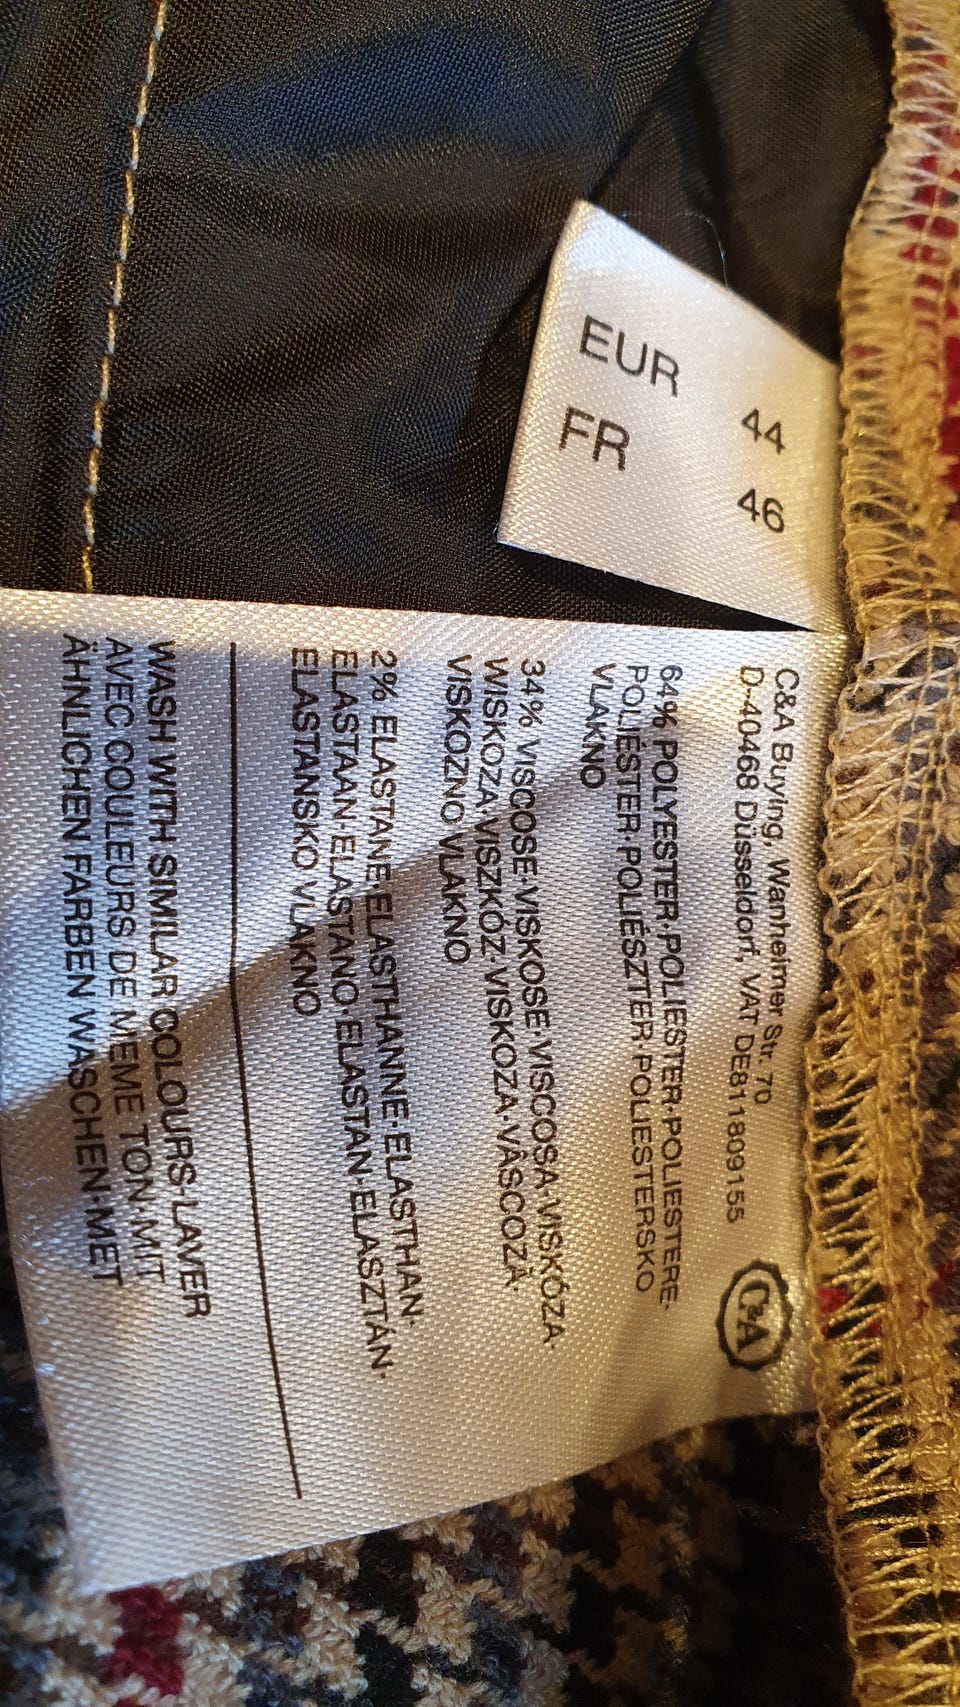 EUR 44
FR 46
C&A Buying, Wanheimer Str. 70
D-40468 Düsseldorf, VAT DE811809155
C&A
64% POLYESTER·POLIESTER·POLIESTERE·
POLIÉSTER·POLIÉSZTER·POLIESTERSKO
VLAKNO
34% VISCOSE·VISKOSE·VISCOSA·VISKÓZA·
WISKOZA·VISZKÓZ·VISKOZA·VÂSCOZĂ·
VISKOZNO VLAKNO
2% ELASTANE·ELASTHANNE·ELASTHAN·
ELASTAAN·ELASTANO·ELASTAN·ELASZTÁN·
ELASTANSKO VLAKNO
WASH WITH SIMILAR COLOURS·LAVER
AVEC COULEURS DE MEME TON·MIT
ÄHNLICHEN FARBEN WASCHEN·MET